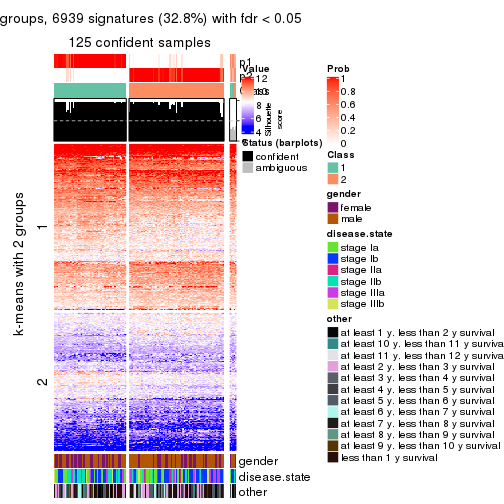 groups, 6939 signatures (32.8%) with fdr < 0.05
125 confident samples
p1
Value
12
8
6
4
Silhouette
score
Status (barplots)
confident
ambiguous
k-means with 2 groups
1
2
gender
disease.state
other
Prob
1
0.8
0.6
0.4
0.2
0
Class
1
2
gender
female
male
disease.state
stage Ia
stage Ib
stage IIa
stage IIb
stage IIIa
stage IIIb
other
at least 1 y. less than 2 y survival
at least 10 y. less than 11 y surviva
at least 11 y. less than 12 y surviva
at least 2 y. less than 3 y survival
at least 3 y. less than 4 y survival
at least 4 y. less than 5 y survival
at least 5 y. less than 6 y survival
at least 6 y. less than 7 y survival
at least 7 y. less than 8 y survival
at least 8 y. less than 9 y survival
at least 9 y. less than 10 y survival
less than 1 y survival